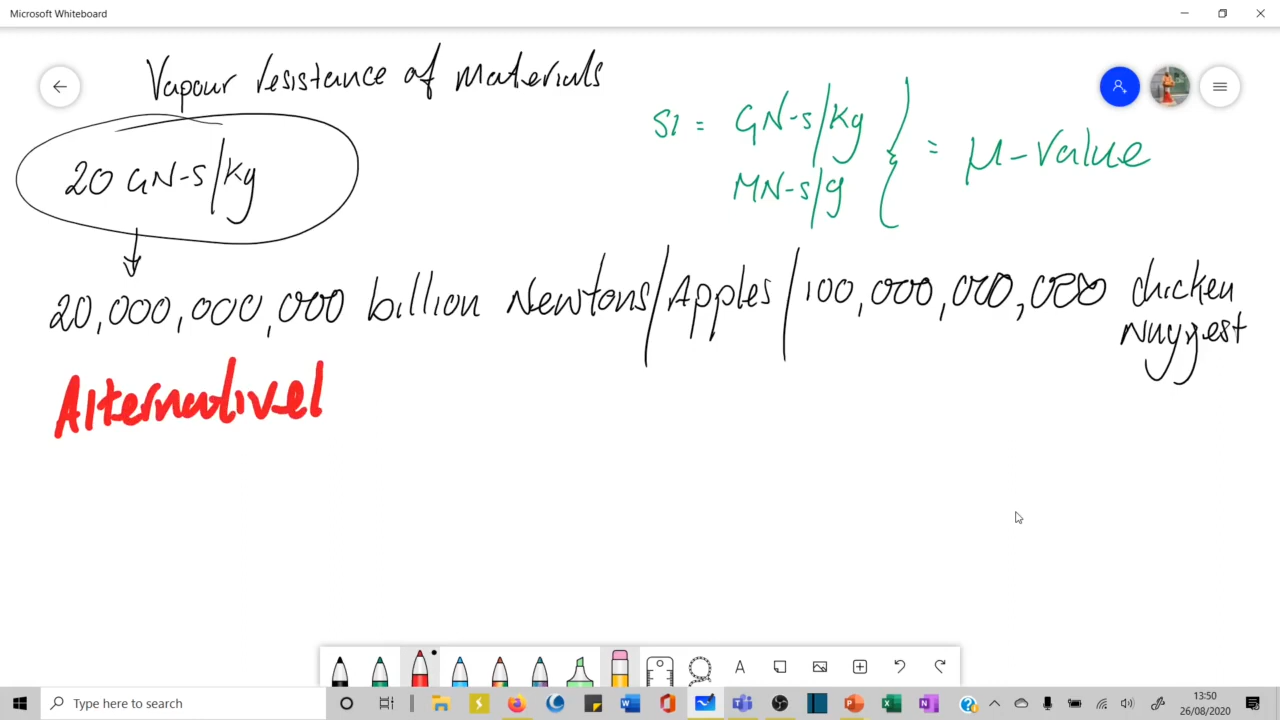 Microsoft Whiteboard
Vapour resistance of materials
SI = GN-s/kg
MN-s/g
= μ-value
20 GN-s/kg
20,000,000,000 billion Newtons/Apples/100,000,000,000 chicken
Nuggest
Alternativel
A
Type here to search
13:50
26/08/2020